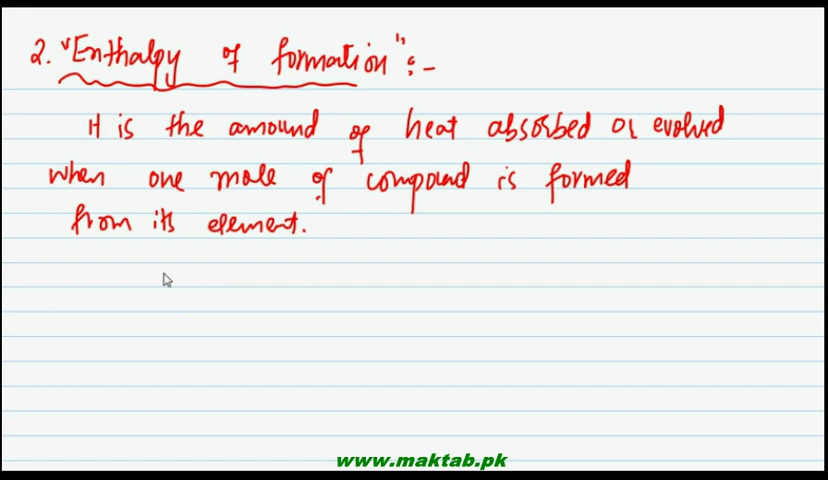 2. "Enthalpy of formation" :-
It is the amound of heat absorbed or evolved
when one mole of compound is formed
from its element.
www.maktab.pk